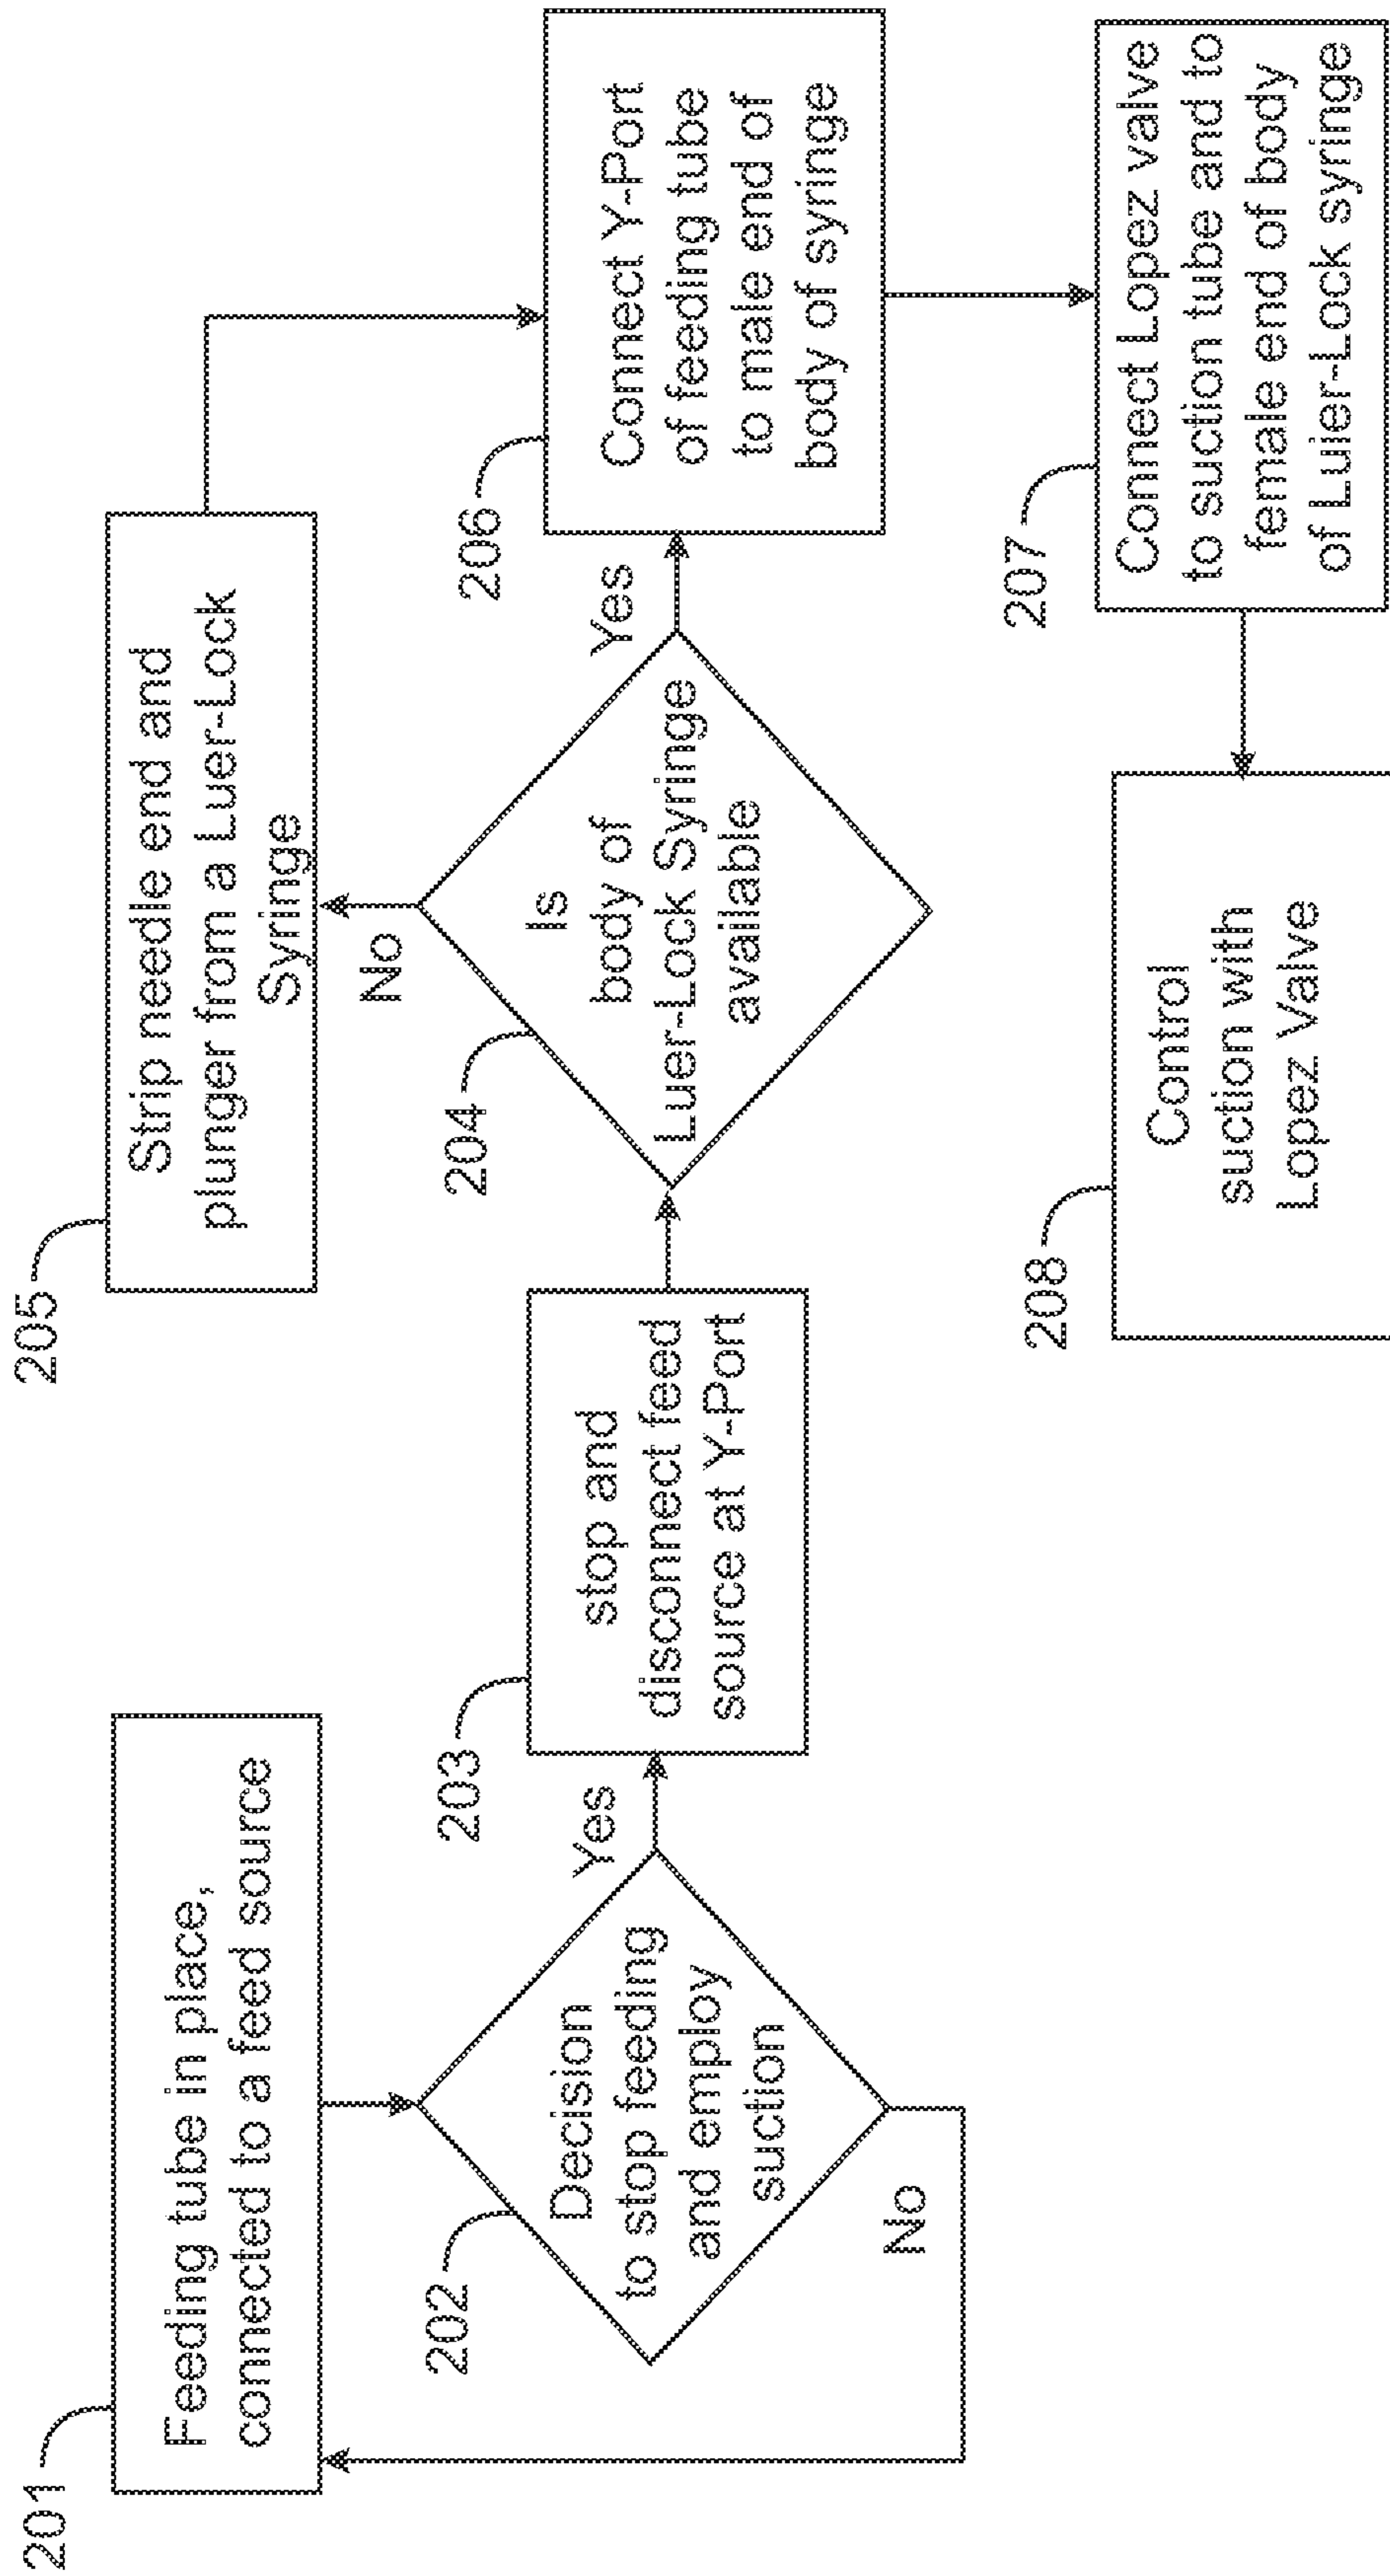 201
Feeding tube in place,
connected to a feed source
202
Decision
to stop feeding
and employ
suction
No
Yes
203
stop and
disconnect feed
source at Y-Port
204
Is
body of
Luer-Lock Syringe
available
No
Yes
205
Strip needle end and
plunger from a Luer-Lock
Syringe
206
Connect Y-Port
of feeding tube
to male end of
body of syringe
207
Connect Lopez valve
to suction tube and to
female end of body
of Luier-Lock syringe
208
Control
suction with
Lopez Valve